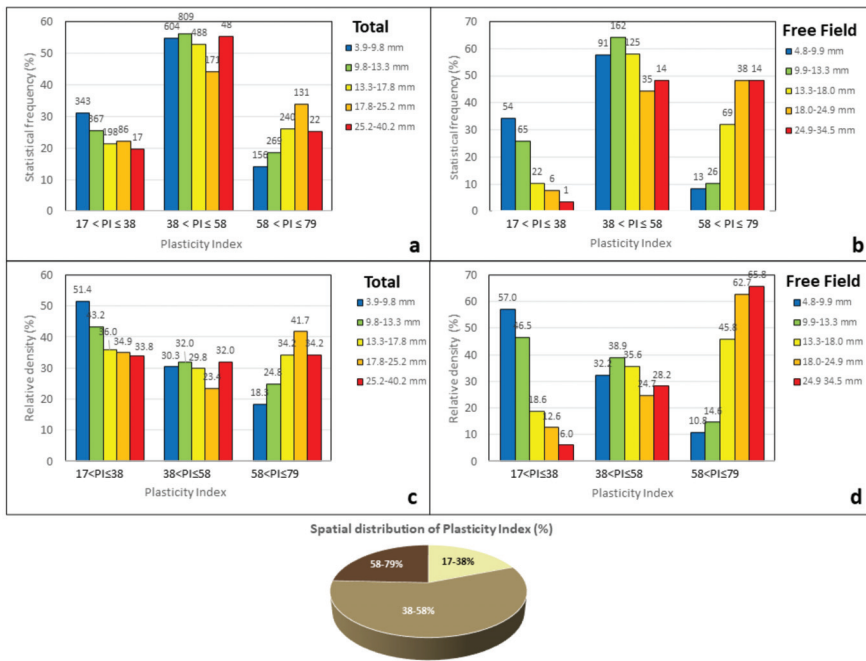 Total
3.9-9.8 mm
9.8-13.3 mm
13.3-17.8 mm
17.8-25.2 mm
25.2-40.2 mm
Statistical frequency (%)
60
50
40
30
20
10
0
343
367
198
86
17
604
809
488
171
48
156
269
240
131
22
17 < PI ≤ 38
38 < PI ≤ 58
58 < PI ≤ 79
Plasticity Index
a
Free Field
4.8-9.9 mm
9.9-13.3 mm
13.3-18.0 mm
18.0-24.9 mm
24.9-34.5 mm
Statistical frequency (%)
70
60
50
40
30
20
10
0
54
65
22
6
1
91
162
125
35
14
13
26
69
38
14
17 < PI ≤ 38
38 < PI ≤ 58
58 < PI ≤ 79
Plasticity Index
b
Total
3.9-9.8 mm
9.8-13.3 mm
13.3-17.8 mm
17.8-25.2 mm
25.2-40.2 mm
Relative density (%)
60
50
40
30
20
10
0
51.4
43.2
36.0
34.9
33.8
30.3
32.0
29.8
23.4
32.0
18.3
24.8
34.2
41.7
34.2
17<PI≤38
38<PI≤58
58<PI≤79
Plasticity Index
c
Free Field
4.8-9.9 mm
9.9-13.3 mm
13.3-18.0 mm
18.0-24.9 mm
24.9 34.5 mm
Relative density (%)
70
60
50
40
30
20
10
0
57.0
46.5
18.6
12.6
6.0
32.2
38.9
35.6
24.7
28.2
10.8
14.6
45.8
62.7
65.8
17<PI≤38
38<PI≤58
58<PI≤79
Plasticity Index
d
Spatial distribution of Plasticity Index (%)
58-79%
17-38%
38-58%